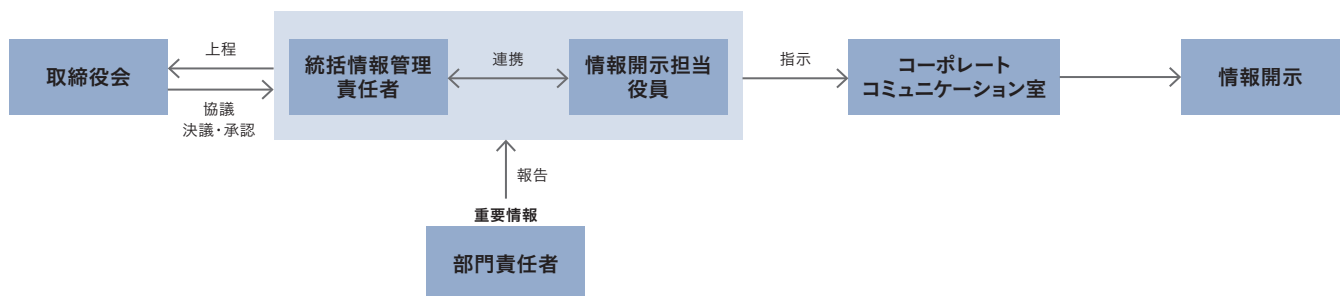 取締役会
上程
協議
決議・承認
統括情報管理
責任者
連携
情報開示担当
役員
指示
コーポレート
コミュニケーション室
情報開示
報告
重要情報
部門責任者